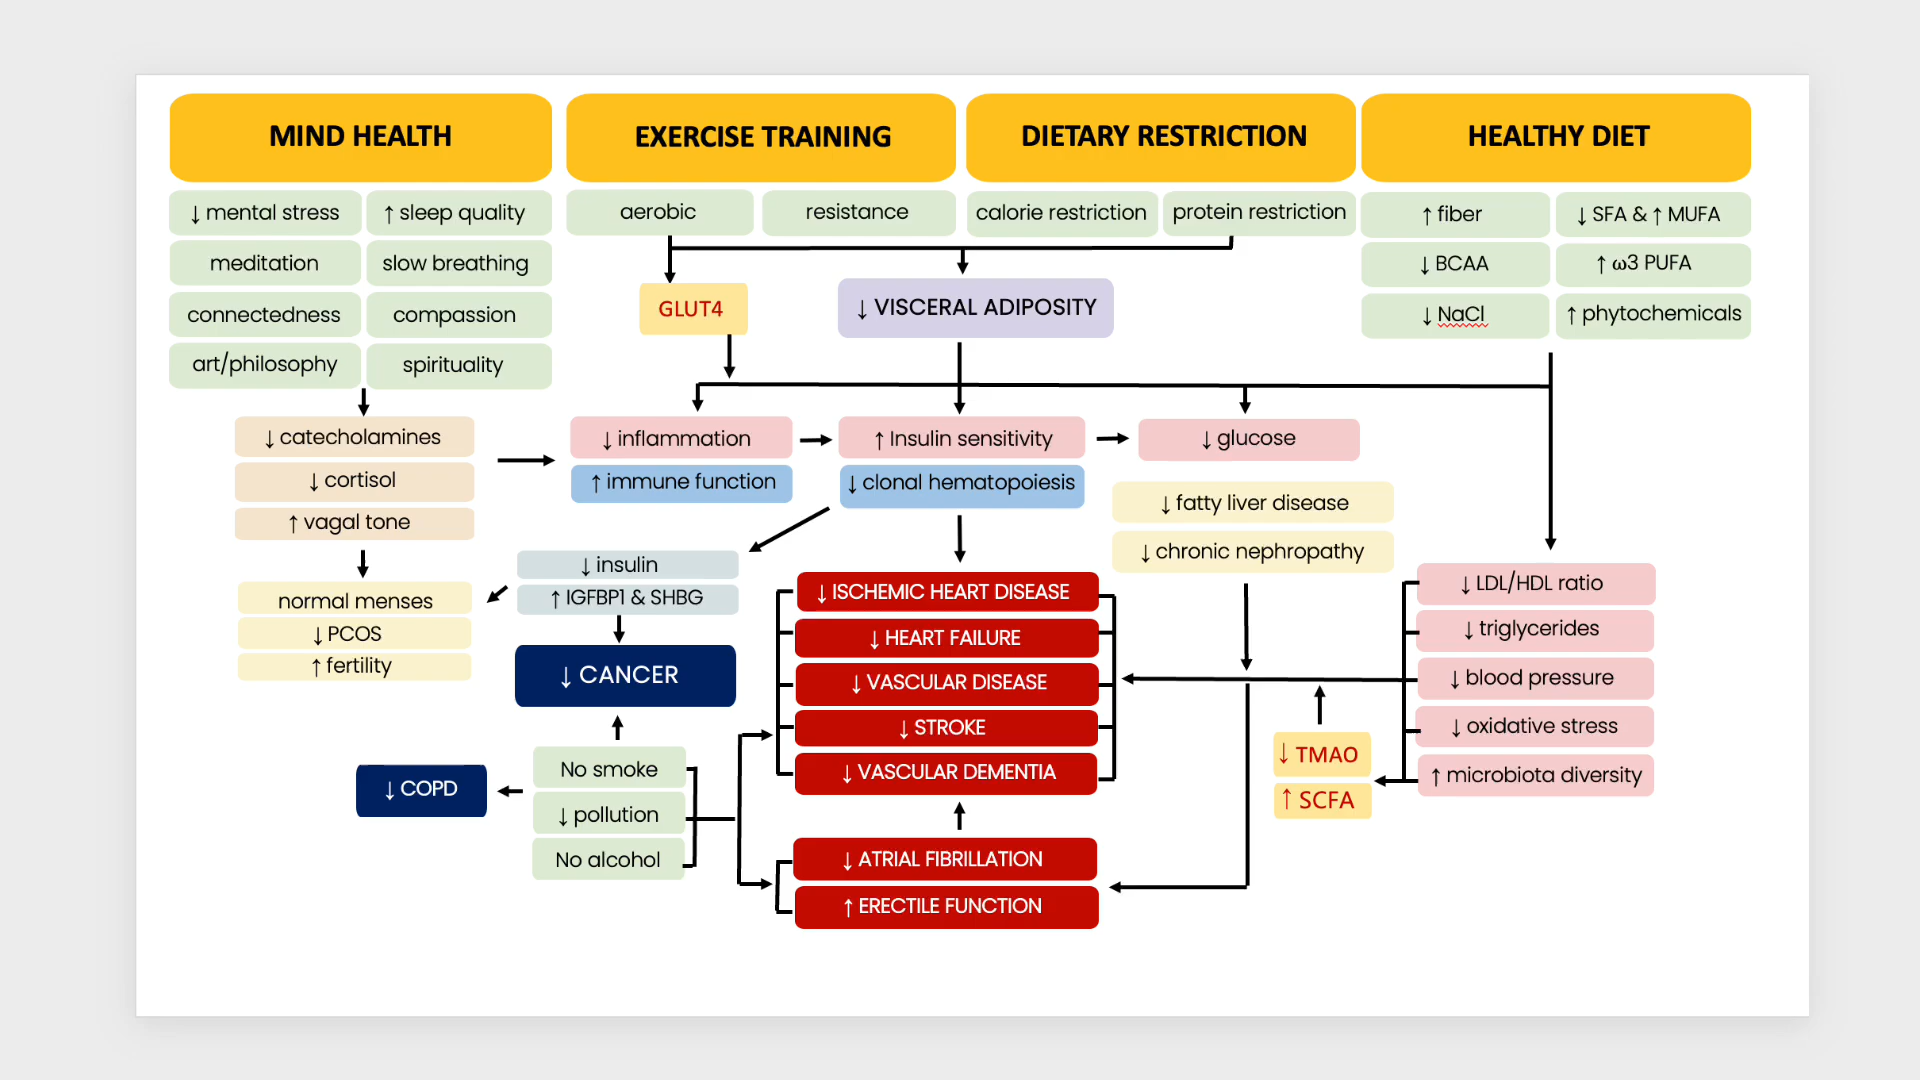 MIND HEALTH
EXERCISE TRAINING
DIETARY RESTRICTION
HEALTHY DIET
↓ mental stress
↑ sleep quality
meditation
slow breathing
connectedness
compassion
art/philosophy
spirituality
aerobic
resistance
calorie restriction
protein restriction
↑ fiber
↓ SFA & ↑ MUFA
↓ BCAA
↑ ω3 PUFA
↓ NaCl
↑ phytochemicals
GLUT4
↓ VISCERAL ADIPOSITY
↓ catecholamines
↓ cortisol
↑ vagal tone
↓ inflammation
↑ immune function
↑ Insulin sensitivity
↓ clonal hematopoiesis
↓ glucose
↓ fatty liver disease
↓ chronic nephropathy
↓ insulin
↑ IGFBP1 & SHBG
normal menses
↓ PCOS
↑ fertility
↓ CANCER
↓ ISCHEMIC HEART DISEASE
↓ HEART FAILURE
↓ VASCULAR DISEASE
↓ STROKE
↓ VASCULAR DEMENTIA
↓ LDL/HDL ratio
↓ triglycerides
↓ blood pressure
↓ oxidative stress
↑ microbiota diversity
↓ TMAO
↑ SCFA
No smoke
↓ pollution
No alcohol
↓ COPD
↓ ATRIAL FIBRILLATION
↑ ERECTILE FUNCTION